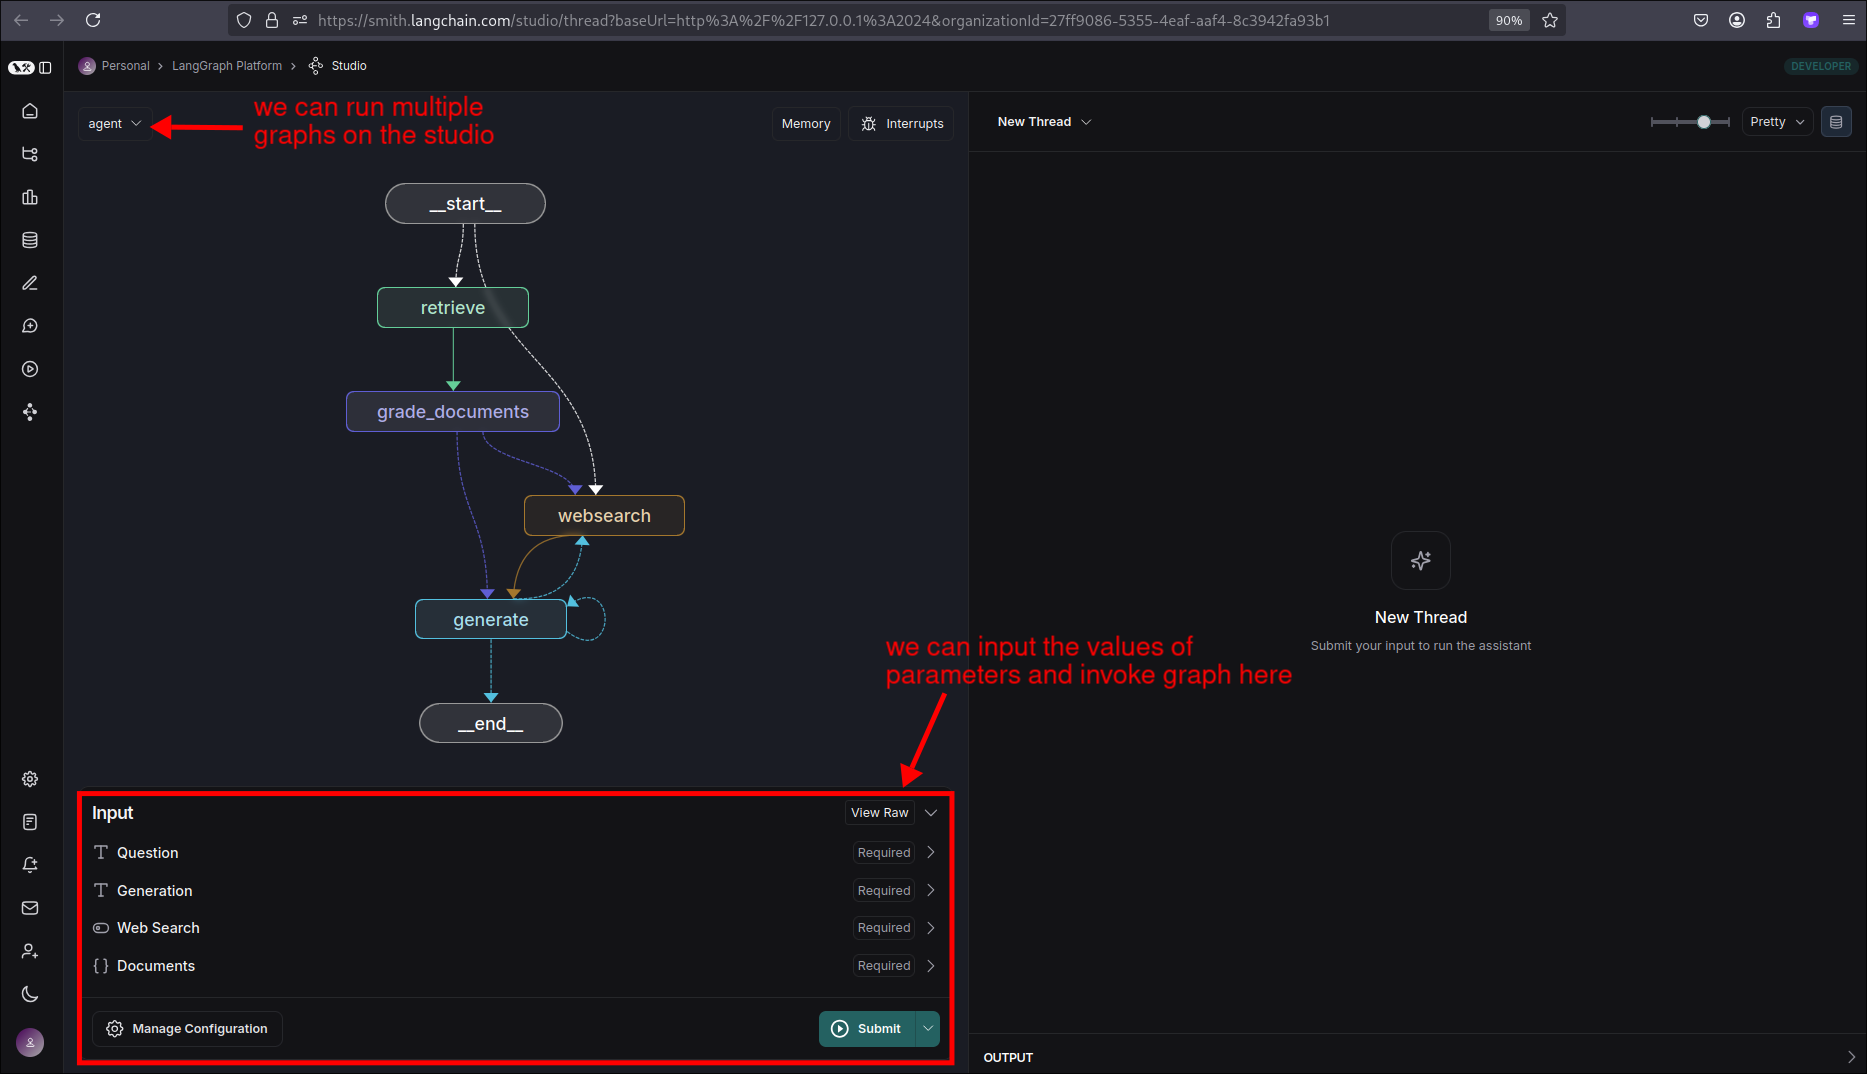 https://smith.langchain.com/studio/thread?baseUrl=http%3A%2F%2F127.0.0.1%3A2024&organizationId=27ff9086-5355-4eaf-aaf4-8c3942fa93b1
90%
Personal
LangGraph Platform
Studio
DEVELOPER
agent
we can run multiple
graphs on the studio
Memory
Interrupts
New Thread
Pretty
__start__
retrieve
grade_documents
websearch
generate
__end__
New Thread
Submit your input to run the assistant
we can input the values of
parameters and invoke graph here
Input
View Raw
Question
Required
Generation
Required
Web Search
Required
Documents
Required
Manage Configuration
Submit
OUTPUT